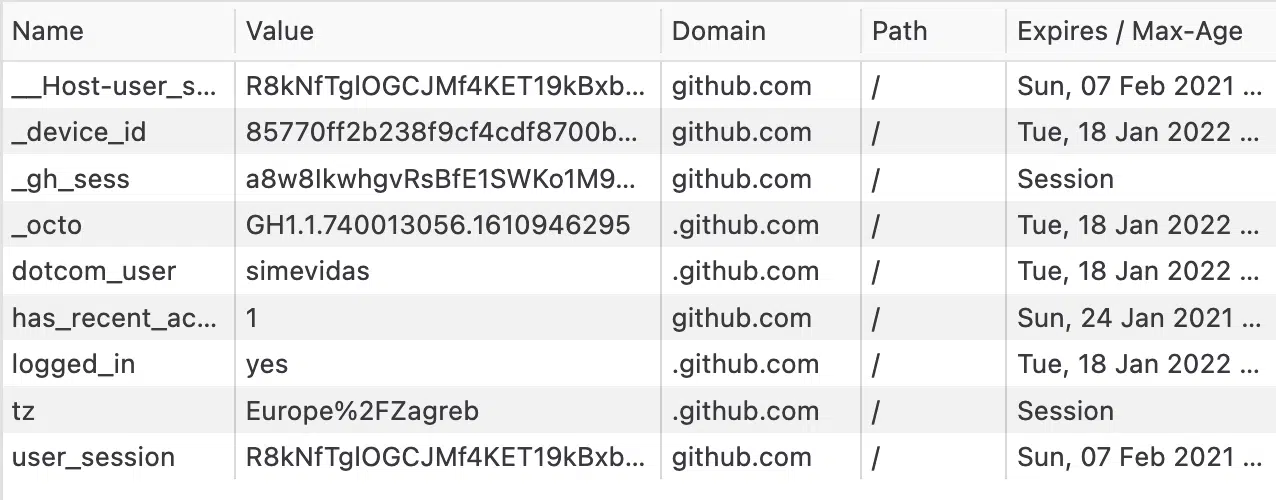 Name Value Domain Path Expires / Max-Age
__Host-user_s... R8kNfTglOGCJMf4KET19kBxb... github.com / Sun, 07 Feb 2021 ...
_device_id 85770ff2b238f9cf4cdf8700b... github.com / Tue, 18 Jan 2022 ...
_gh_sess a8w8IkwhgvRsBfE1SWKo1M9... github.com / Session
_octo GH1.1.740013056.1610946295 .github.com / Tue, 18 Jan 2022 ...
dotcom_user simevidas .github.com / Tue, 18 Jan 2022 ...
has_recent_ac... 1 github.com / Sun, 24 Jan 2021 ...
logged_in yes .github.com / Tue, 18 Jan 2022 ...
tz Europe%2FZagreb .github.com / Session
user_session R8kNfTglOGCJMf4KET19kBxb... github.com / Sun, 07 Feb 2021 ...